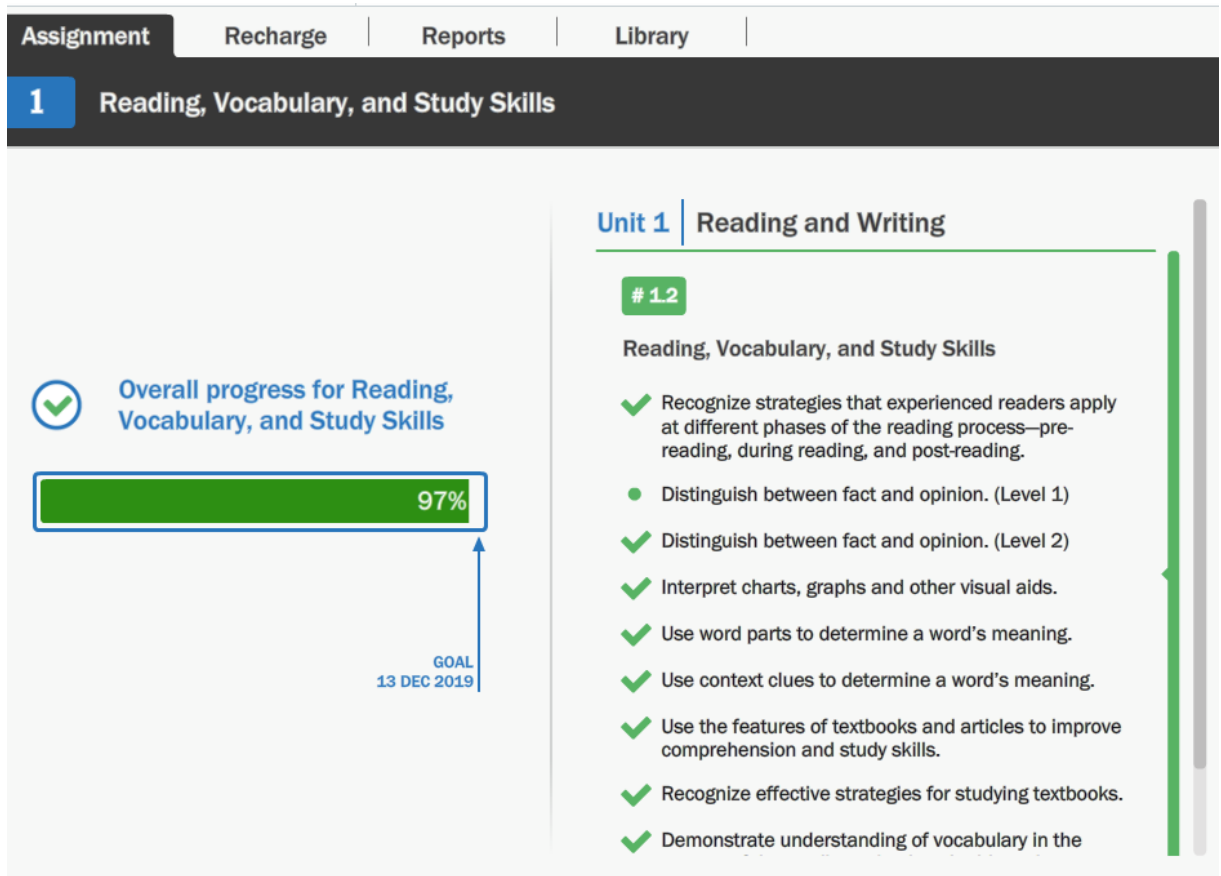 Assignment
Recharge
Reports
Library
1
Reading, Vocabulary, and Study Skills
Overall progress for Reading,
Vocabulary, and Study Skills
97%
GOAL
13 DEC 2019
Unit 1
Reading and Writing
# 1.2
Reading, Vocabulary, and Study Skills
Recognize strategies that experienced readers apply
at different phases of the reading process—pre-
reading, during reading, and post-reading.
Distinguish between fact and opinion. (Level 1)
Distinguish between fact and opinion. (Level 2)
Interpret charts, graphs and other visual aids.
Use word parts to determine a word’s meaning.
Use context clues to determine a word’s meaning.
Use the features of textbooks and articles to improve
comprehension and study skills.
Recognize effective strategies for studying textbooks.
Demonstrate understanding of vocabulary in the